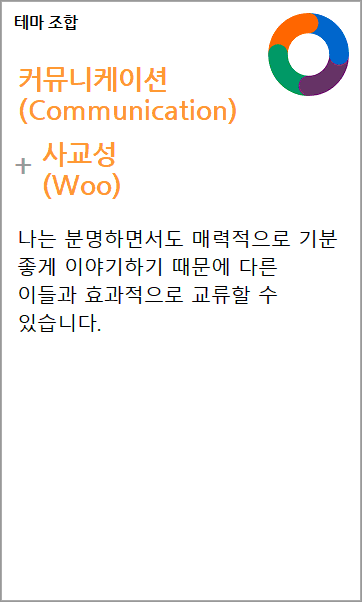 테마 조합
커뮤니케이션
(Communication)
+ 사교성
(Woo)
나는 분명하면서도 매력적으로 기분
좋게 이야기하기 때문에 다른
이들과 효과적으로 교류할 수
있습니다.